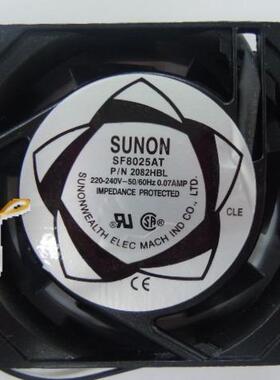 SUNON
SF8025AT
P/N 2082HBL
220-240V~50/60Hz 0.07AMP
IMPEDANCE PROTECTED
SUNONWEALTH ELEC MACH IND CO., LTD.
CLE
CE